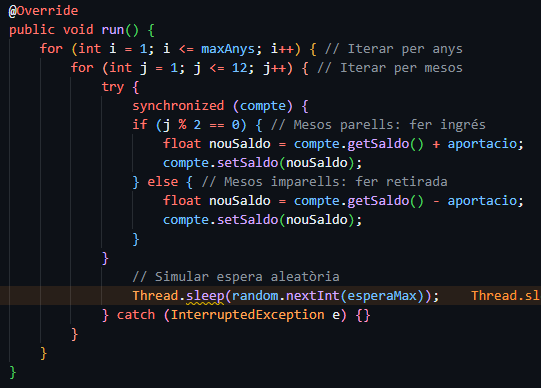 @Override
public void run() {
    for (int i = 1; i <= maxAnys; i++) { // Iterar per anys
        for (int j = 1; j <= 12; j++) { // Iterar per mesos
            try {
                synchronized (compte) {
                if (j % 2 == 0) { // Mesos parells: fer ingrés
                    float nouSaldo = compte.getSaldo() + aportacio;
                    compte.setSaldo(nouSaldo);
                } else { // Mesos imparells: fer retirada
                    float nouSaldo = compte.getSaldo() - aportacio;
                    compte.setSaldo(nouSaldo);
                }
            }
                // Simular espera aleatòria
                Thread.sleep(random.nextInt(esperaMax));    Thread.sl
            } catch (InterruptedException e) {}
        }
    }
}